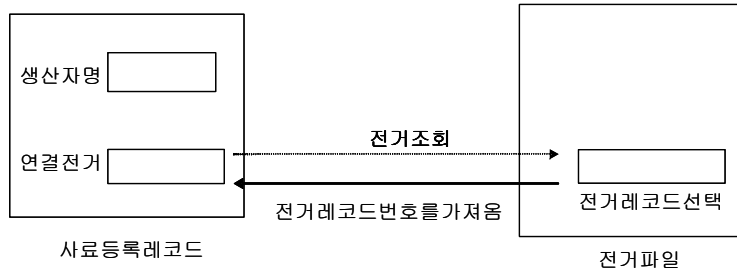 생산자명
연결전거
전거조회
전거레코드번호를가져옴
전거레코드선택
사료등록레코드
전거파일